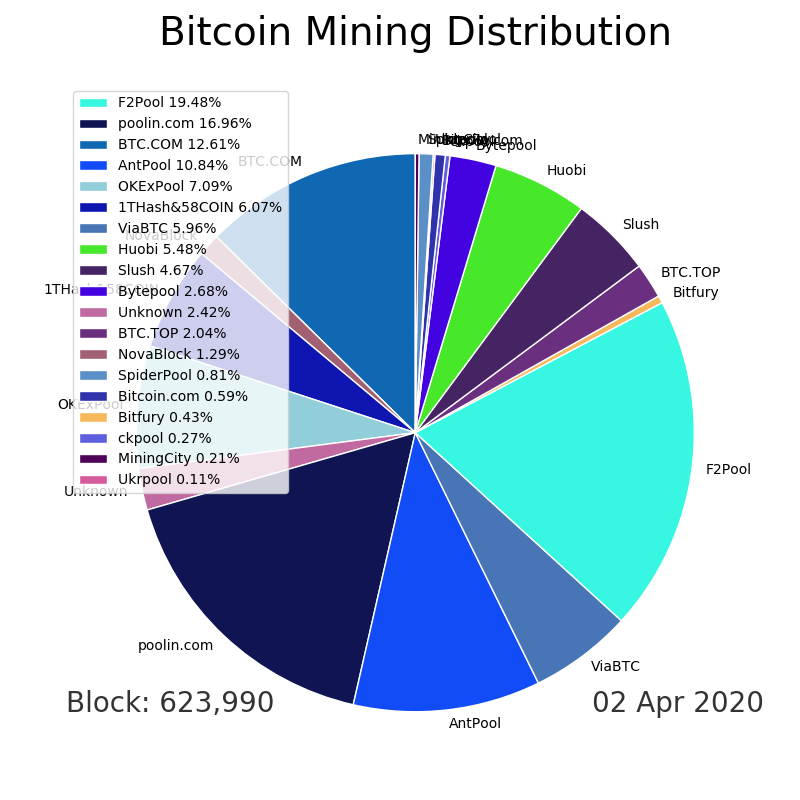 Bitcoin Mining Distribution
F2Pool 19.48%
poolin.com 16.96%
BTC.COM 12.61%
AntPool 10.84%
OKExPool 7.09%
1THash&58COIN 6.07%
ViaBTC 5.96%
Huobi 5.48%
Slush 4.67%
Bytepool 2.68%
Unknown 2.42%
BTC.TOP 2.04%
NovaBlock 1.29%
SpiderPool 0.81%
Bitcoin.com 0.59%
Bitfury 0.43%
ckpool 0.27%
MiningCity 0.21%
Ukrpool 0.11%
Bytepool
Huobi
Slush
BTC.TOP
Bitfury
F2Pool
ViaBTC
AntPool
poolin.com
Unknown
OKExPool
NovaBlock
BTC.COM
Block: 623,990
02 Apr 2020